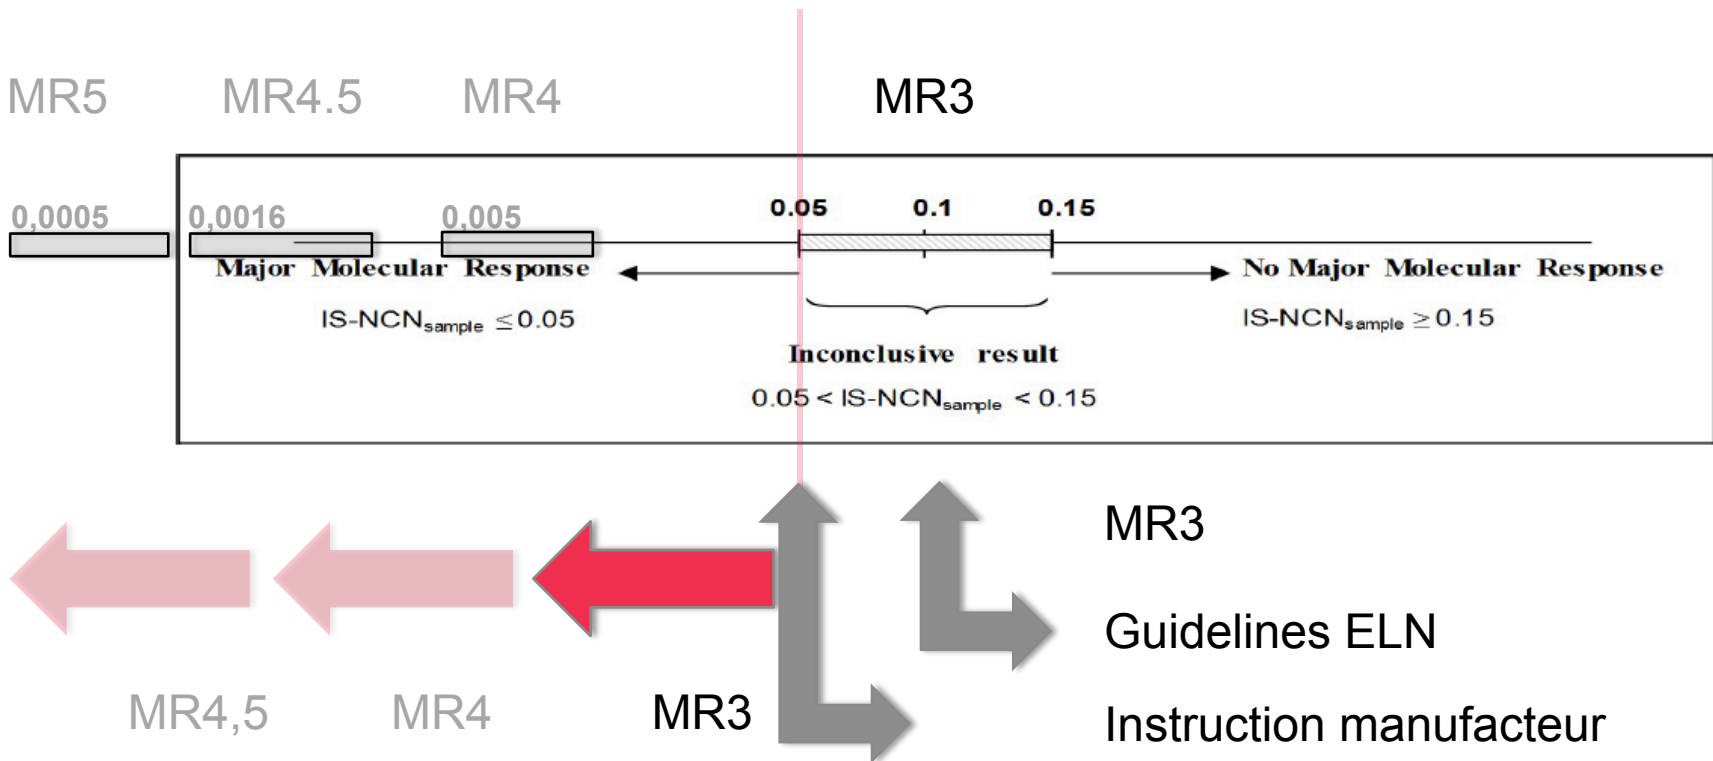 MR5 MR4.5 MR4 MR3
0,0005 0,0016 0,005 0.05 0.1 0.15
Major Molecular Response No Major Molecular Response
IS-NCNsample ≤0.05 IS-NCNsample ≥0.15
Inconclusive result
0.05 < IS-NCNsample < 0.15
MR3
Guidelines ELN
MR4,5 MR4 MR3 Instruction manufacteur